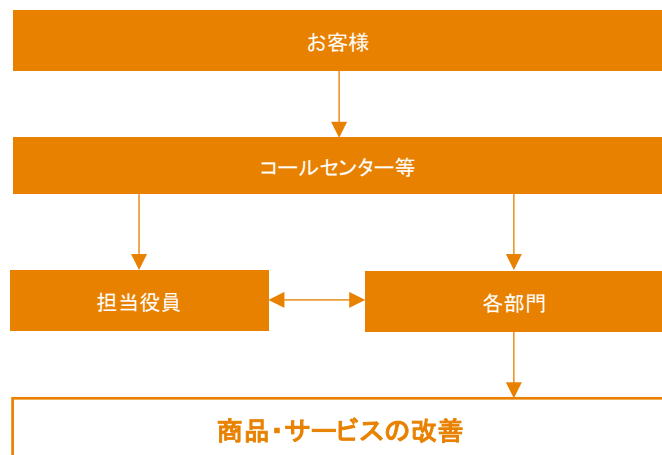 お客様
コールセンター等
担当役員
各部門
商品・サービスの改善